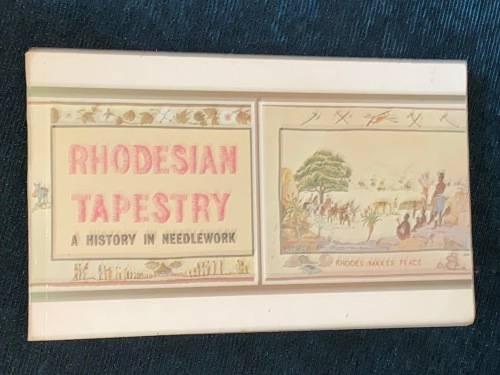 RHODESIAN
TAPESTRY
A HISTORY IN NEEDLEWORK
RHODES MAKES PEACE